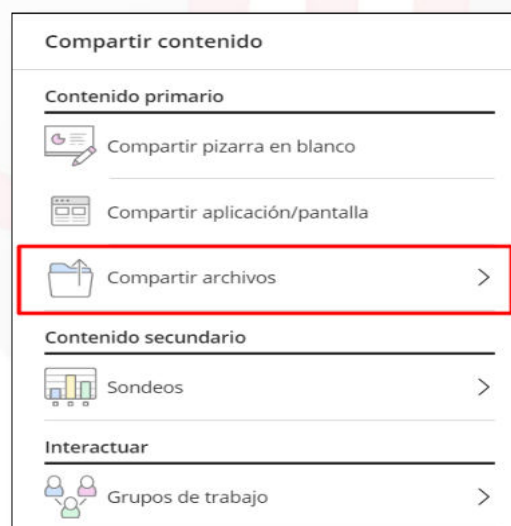 Compartir contenido
Contenido primario
Compartir pizarra en blanco
Compartir aplicación/pantalla
Compartir archivos
Contenido secundario
Sondeos
Interactuar
Grupos de trabajo